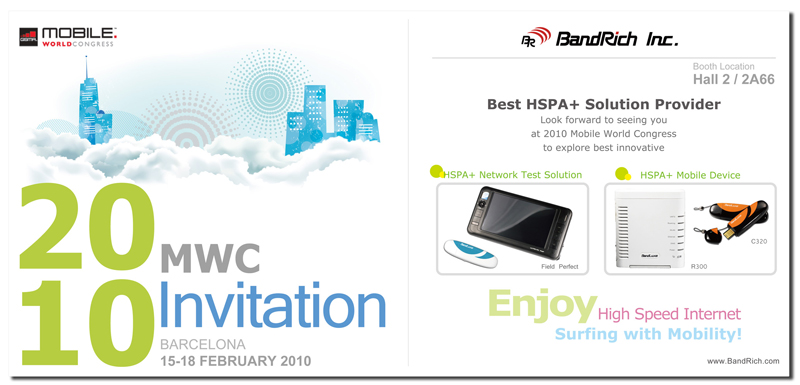 GSMA
MOBILE
WORLD CONGRESS
2010
MWC
Invitation
BARCELONA
15-18 FEBRUARY 2010
BR BandRich Inc.
Booth Location
Hall 2 / 2A66
Best HSPA+ Solution Provider
Look forward to seeing you
at 2010 Mobile World Congress
to explore best innovative
HSPA+ Network Test Solution
Field Perfect
HSPA+ Mobile Device
BandLuxe
R300
C320
Enjoy High Speed Internet
Surfing with Mobility!
www.BandRich.com